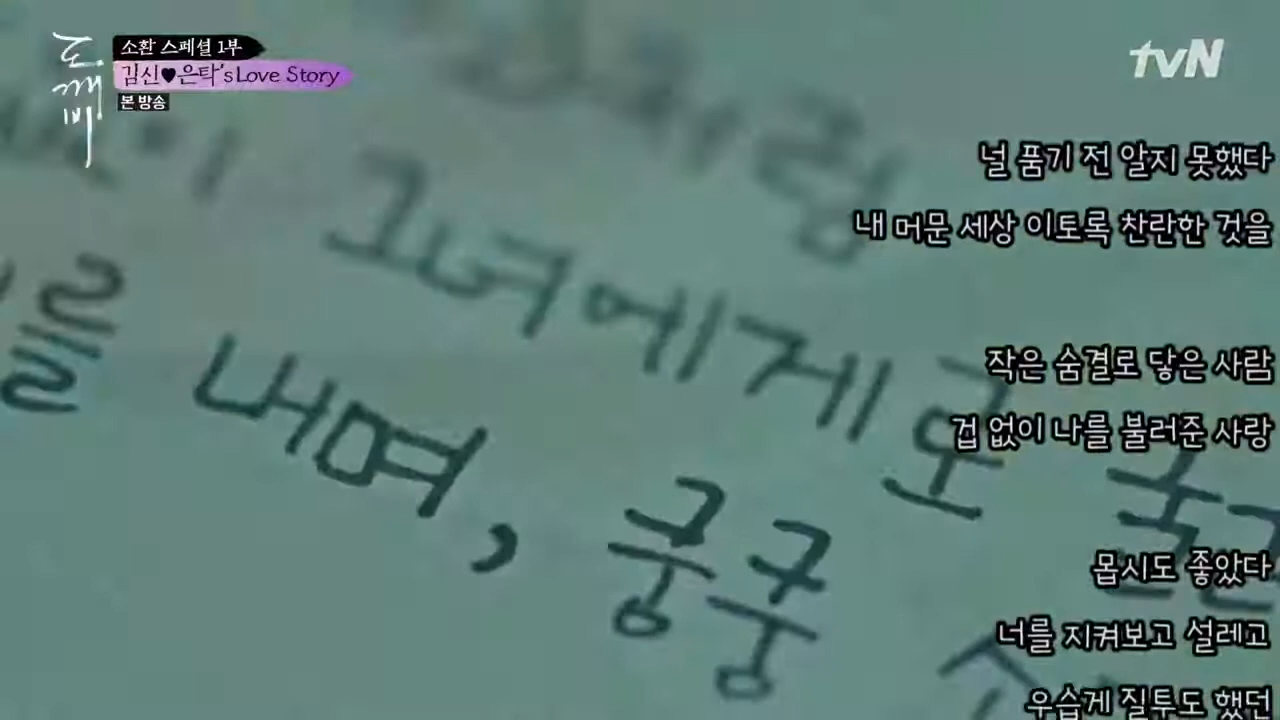 도깨비
소환 스페셜 1부
김신♥은탁's Love Story
본 방송
tvN
널 품기 전 알지 못했다
내 머문 세상 이토록 찬란한 것을
작은 숨결로 닿은 사람
겁 없이 나를 불러준 사랑
몹시도 좋았다
너를 지켜보고 설레고
우습게 질투도 했던
그녀에게로
를 내며, 쿵쿵